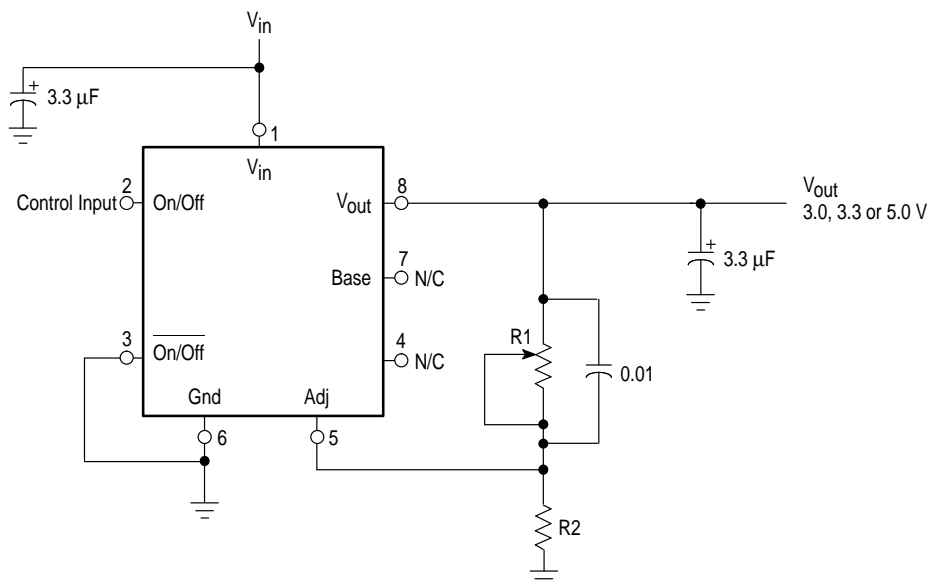 Vin
+
3.3 μF
1
Vin
2
Control Input
On/Off
Vout
8
Vout
3.0, 3.3 or 5.0 V
+
3.3 μF
Base
7
N/C
3
On/Off
4
N/C
R1
0.01
Gnd
Adj
6
5
R2